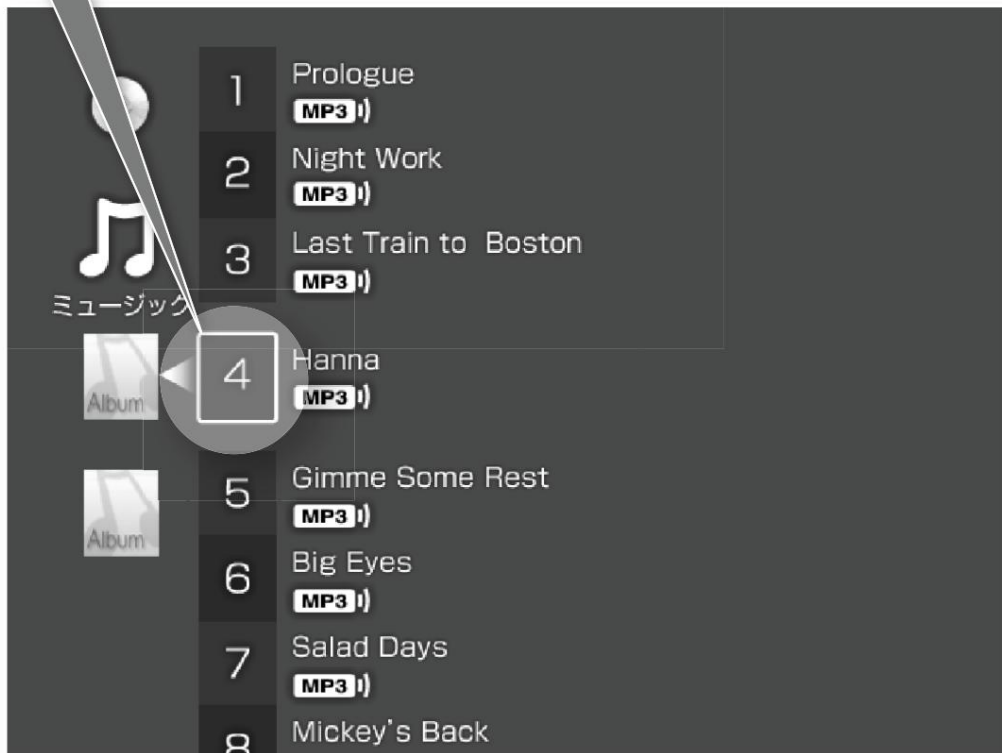 1
Prologue
MP3
2
Night Work
MP3
3
Last Train to Boston
MP3
ミュージック
Album
4
Hanna
MP3
Album
5
Gimme Some Rest
MP3
6
Big Eyes
MP3
7
Salad Days
MP3
8
Mickey's Back